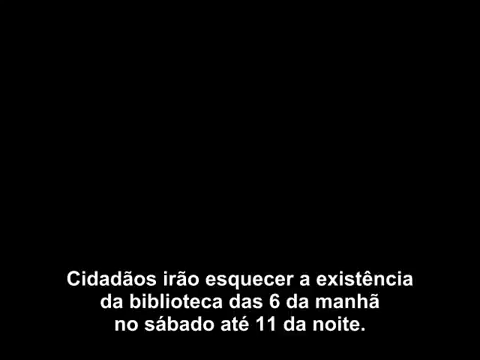 Cidadãos irão esquecer a existência
da biblioteca das 6 da manhã
no sábado até 11 da noite.